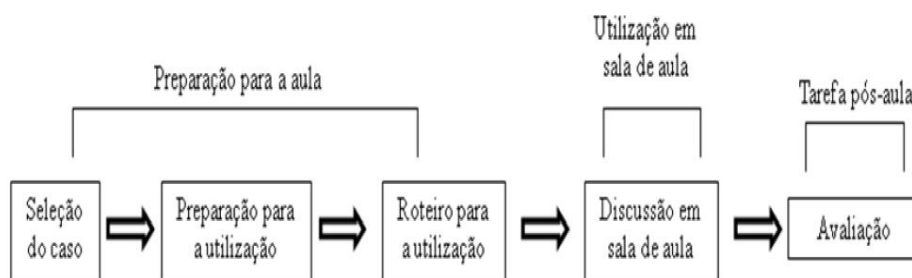 Utilização em
sala de aula
Preparação para a aula
Tarefa pós-aula
Seleção
do caso
Preparação para
a utilização
Roteiro para
a utilização
Discussão em
sala de aula
Avaliação